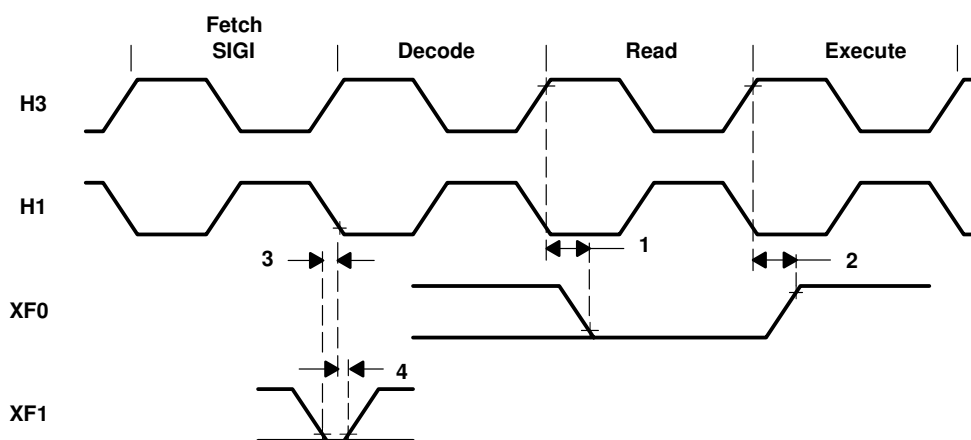 Fetch
SIGI
Decode
Read
Execute
H3
H1
3
1
2
XF0
4
XF1